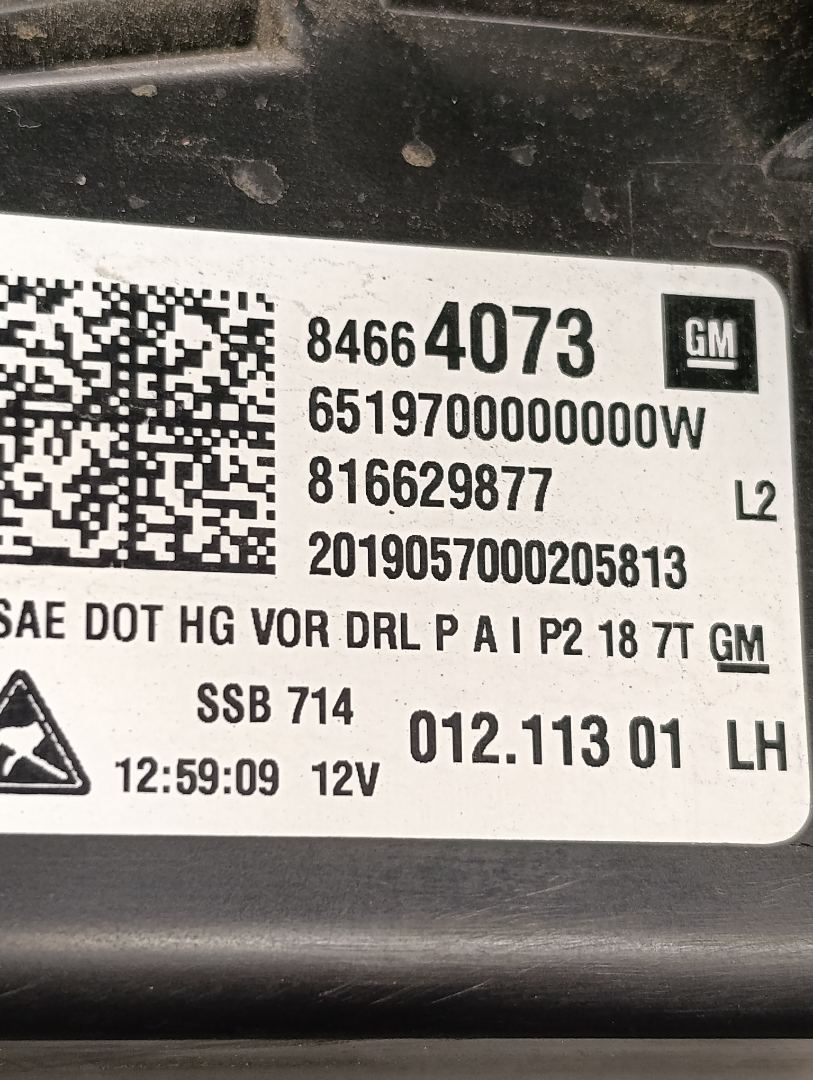 84664073
GM
6519700000000W
816629877
L2
2019057000205813
SAE DOT HG VOR DRL P A I P2 18 7T GM
SSB 714
012.113 01 LH
12:59:09 12V